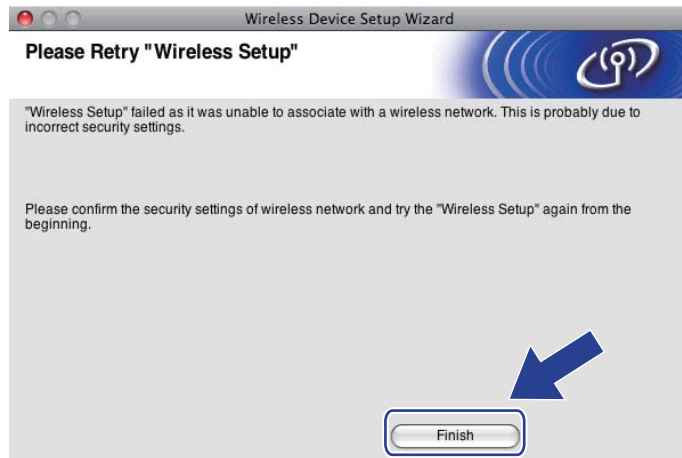 Wireless Device Setup Wizard
Please Retry "Wireless Setup"
"Wireless Setup" failed as it was unable to associate with a wireless network. This is probably due to
incorrect security settings.
Please confirm the security settings of wireless network and try the "Wireless Setup" again from the
beginning.
Finish